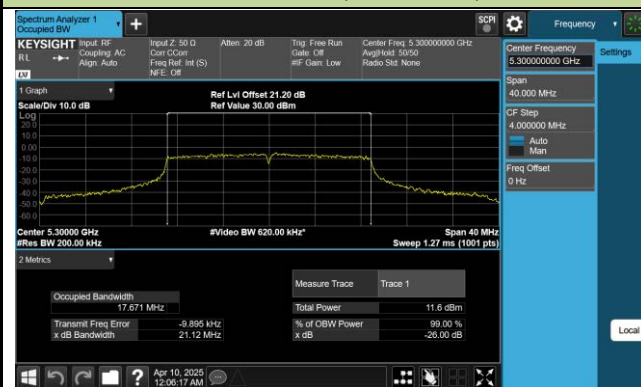 Spectrum Analyzer 1
Occupied BW
+
SCPI
Frequency
KEYSIGHT
RL
LXI
Input: RF
Coupling: AC
Align: Auto
Input Z: 50 Ω
Corr CCorr
Freq Ref: Int (S)
NFE: Off
Atten: 20 dB
Trig: Free Run
Gate: Off
#IF Gain: Low
Center Freq: 5.300000000 GHz
Avg|Hold: 50/50
Radio Std: None
Center Frequency
5.300000000 GHz
Settings
Span
40.000 MHz
CF Step
4.000000 MHz
Auto
Man
Freq Offset
0 Hz
Local
1 Graph
Scale/Div 10.0 dB
Ref Lvl Offset 21.20 dB
Ref Value 30.00 dBm
Log
20.0
10.0
0.00
-10.0
-20.0
-30.0
-40.0
-50.0
-60.0
Center 5.30000 GHz
#Res BW 200.00 kHz
#Video BW 620.00 kHz*
Span 40 MHz
Sweep 1.27 ms (1001 pts)
2 Metrics
Measure Trace Trace 1
Occupied Bandwidth
17.671 MHz
Total Power 11.6 dBm
Transmit Freq Error -9.895 kHz
% of OBW Power 99.00 %
x dB Bandwidth 21.12 MHz
x dB -26.00 dB
?
Apr 10, 2025
12:06:17 AM